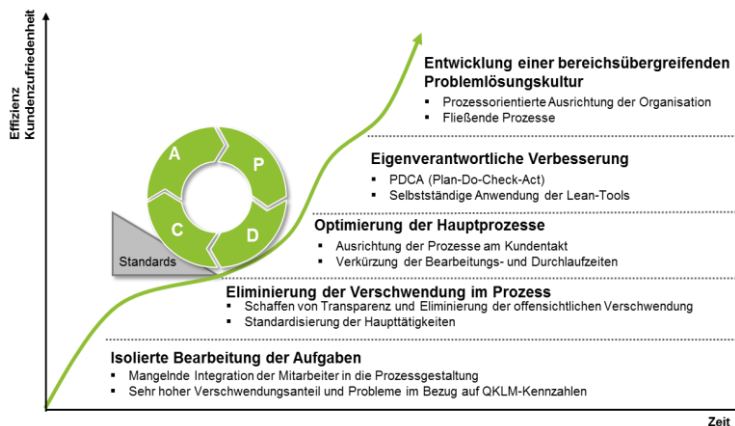 Effizienz
Kundenzufriedenheit
Entwicklung einer bereichsübergreifenden
Problemlösungskultur
▪ Prozessorientierte Ausrichtung der Organisation
▪ Fließende Prozesse
Eigenverantwortliche Verbesserung
▪ PDCA (Plan-Do-Check-Act)
▪ Selbstständige Anwendung der Lean-Tools
A
P
C
D
Standards
Optimierung der Hauptprozesse
▪ Ausrichtung der Prozesse am Kundentakt
▪ Verkürzung der Bearbeitungs- und Durchlaufzeiten
Eliminierung der Verschwendung im Prozess
▪ Schaffen von Transparenz und Eliminierung der offensichtlichen Verschwendung
▪ Standardisierung der Haupttätigkeiten
Isolierte Bearbeitung der Aufgaben
▪ Mangelnde Integration der Mitarbeiter in die Prozessgestaltung
▪ Sehr hoher Verschwendungsanteil und Probleme im Bezug auf QKLM-Kennzahlen
Zeit